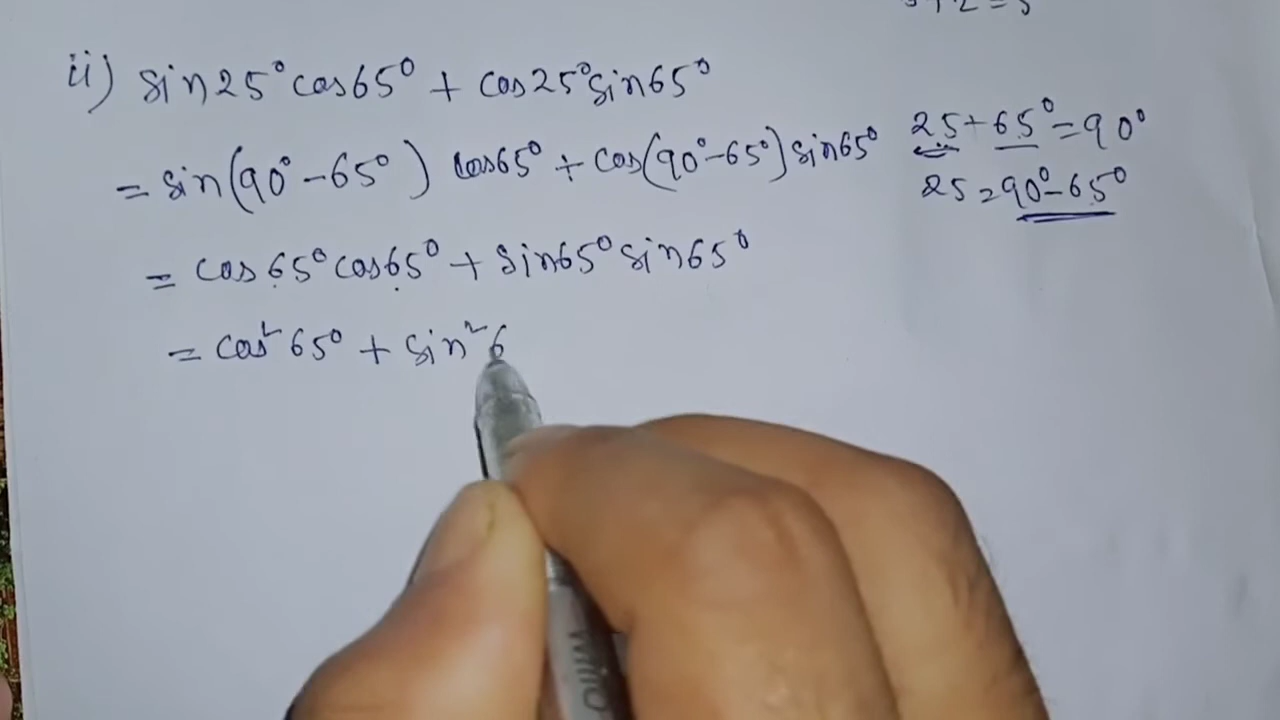 ii) sin25°cos65° + cos25°sin65°
= sin(90°-65°) cos65° + cos(90°-65°)sin65°
25+65°=90°
25=90°-65°
= cos65°cos65° + sin65°sin65°
= cos²65° + sin²6